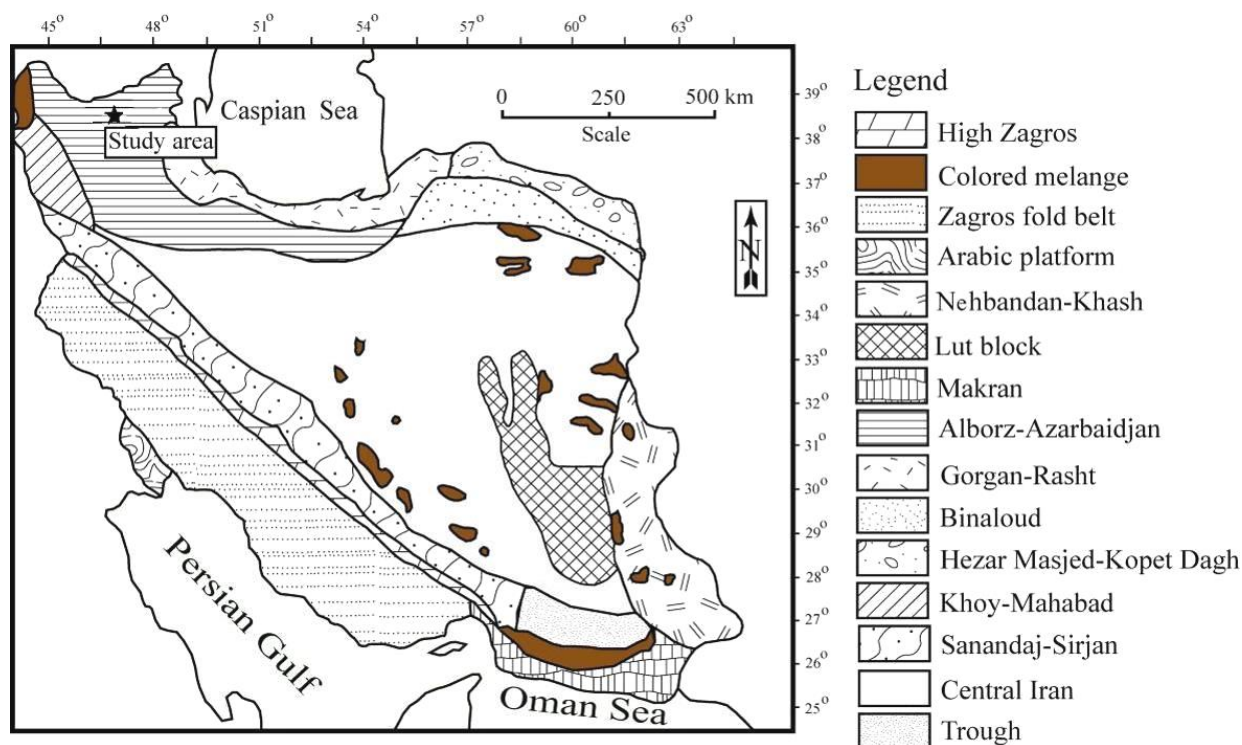 45° 48° 51° 54° 57° 60° 63°
39°
38°
37°
36°
35°
34°
33°
32°
31°
30°
29°
28°
27°
26°
25°
Caspian Sea
0 250 500 km
Scale
Study area
N
Persian Gulf
Oman Sea
Legend
High Zagros
Colored melange
Zagros fold belt
Arabic platform
Nehbandan-Khash
Lut block
Makran
Alborz-Azarbaidjan
Gorgan-Rasht
Binaloud
Hezar Masjed-Kopet Dagh
Khoy-Mahabad
Sanandaj-Sirjan
Central Iran
Trough